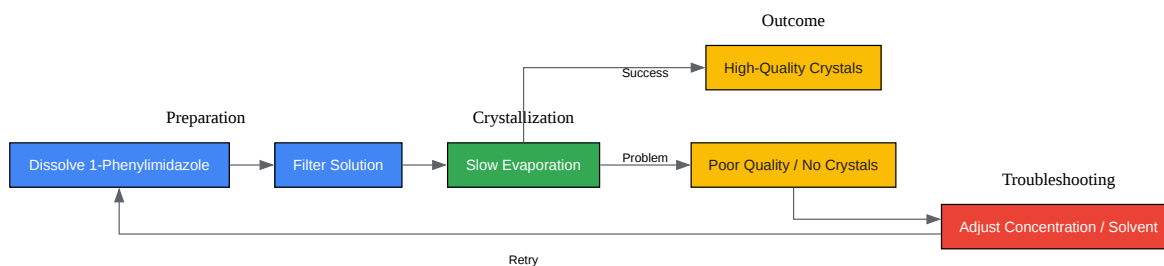 Outcome
High-Quality Crystals
Success
Preparation
Crystallization
Dissolve 1-Phenylimidazole
Filter Solution
Slow Evaporation
Problem
Poor Quality / No Crystals
Troubleshooting
Adjust Concentration / Solvent
Retry